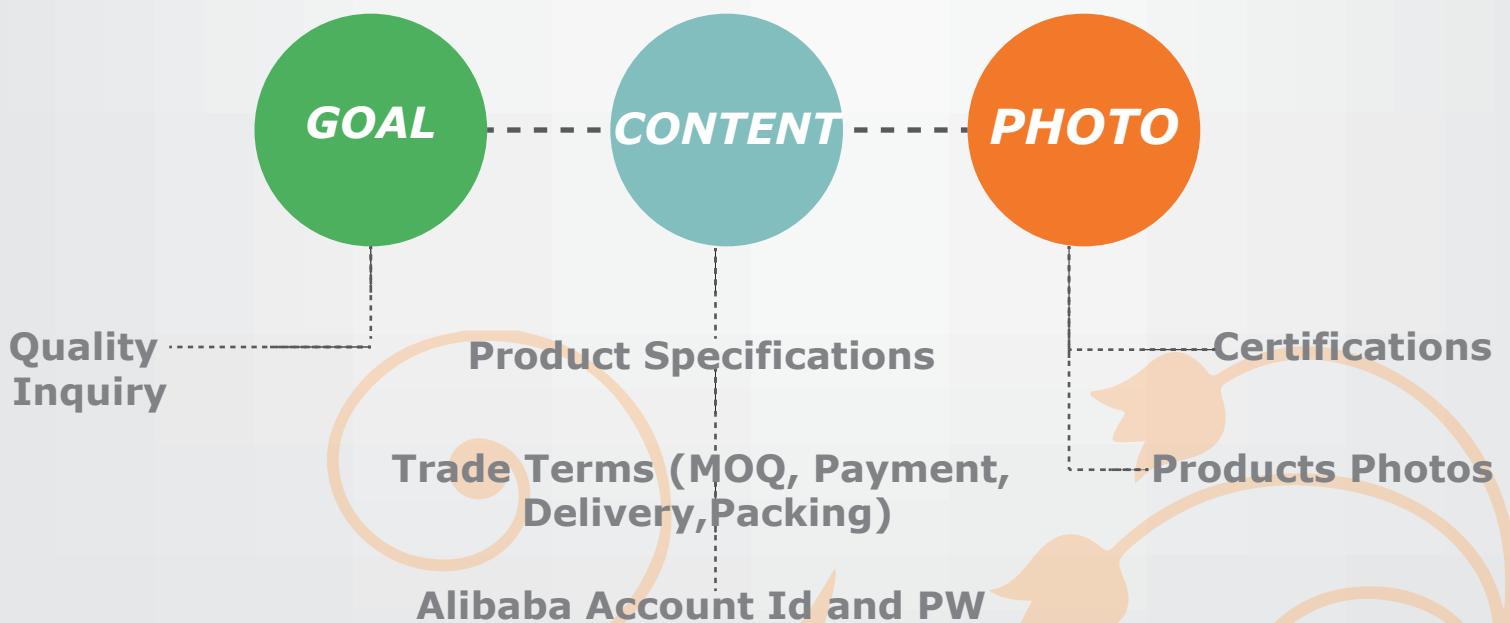 GOAL
CONTENT
PHOTO
Quality
Inquiry
Product Specifications
Trade Terms (MOQ, Payment,
Delivery,Packing)
Alibaba Account Id and PW
Certifications
Products Photos